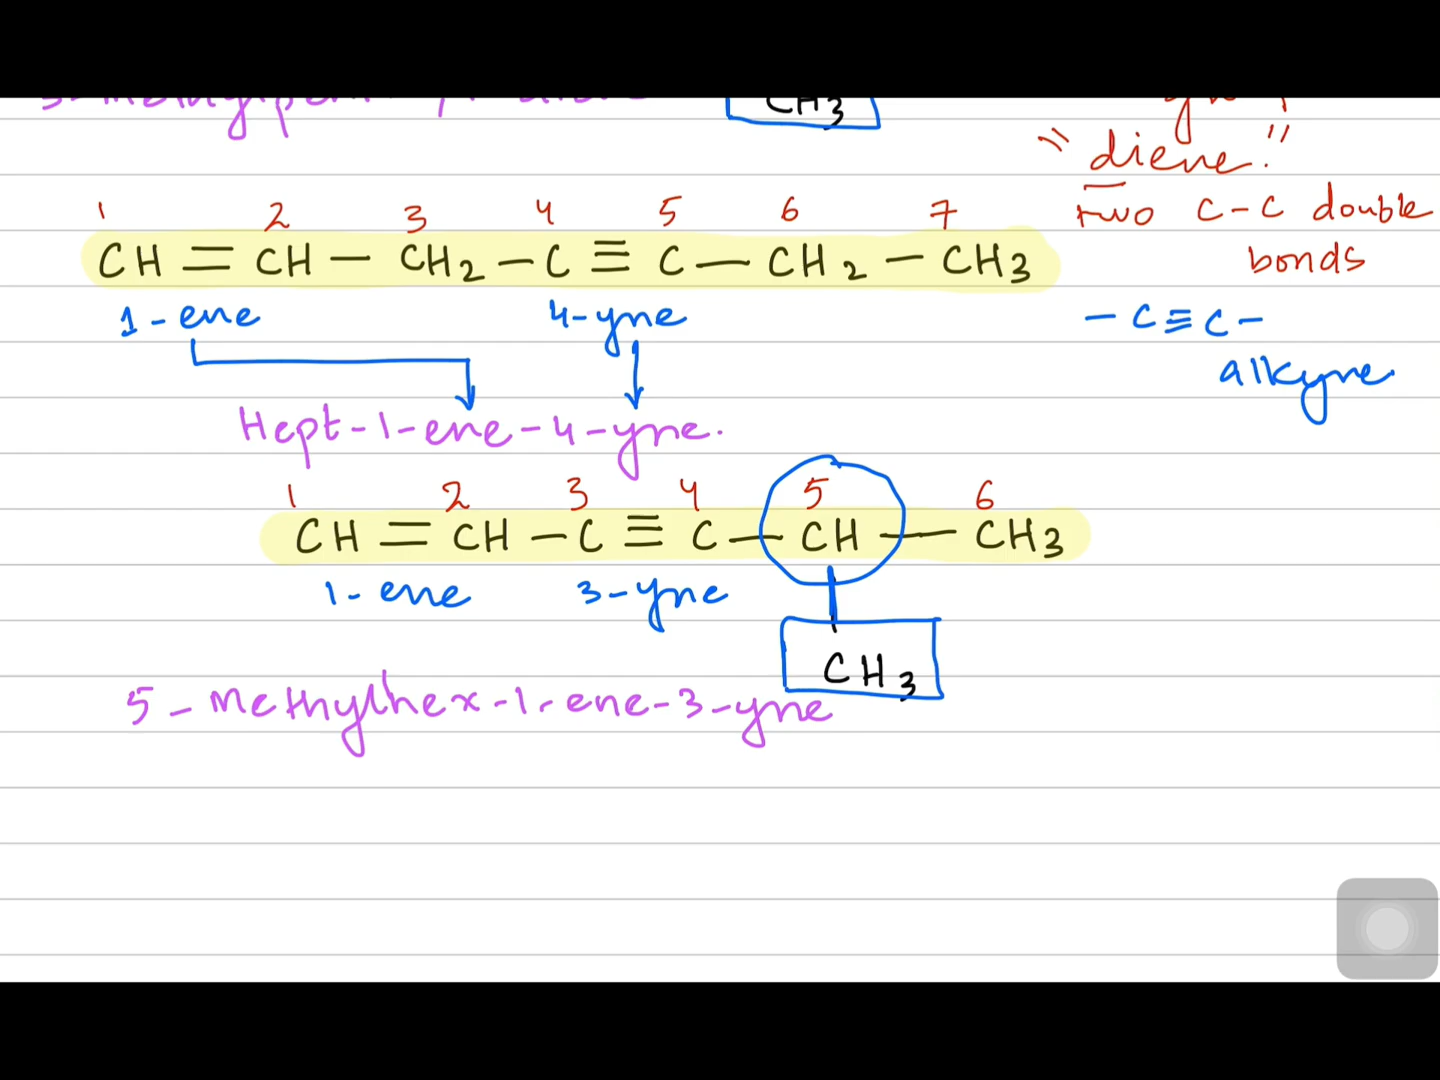 CH3
"diene."
two C-C double
bonds
1 2 3 4 5 6 7
CH = CH - CH2 - C ≡ C - CH2 - CH3
1-ene 4-yne
- C ≡ C -
alkyne
Hept-1-ene-4-yne.
1 2 3 4 5 6
CH = CH - C ≡ C - CH - CH3
1-ene 3-yne
CH3
5-methylhex-1-ene-3-yne